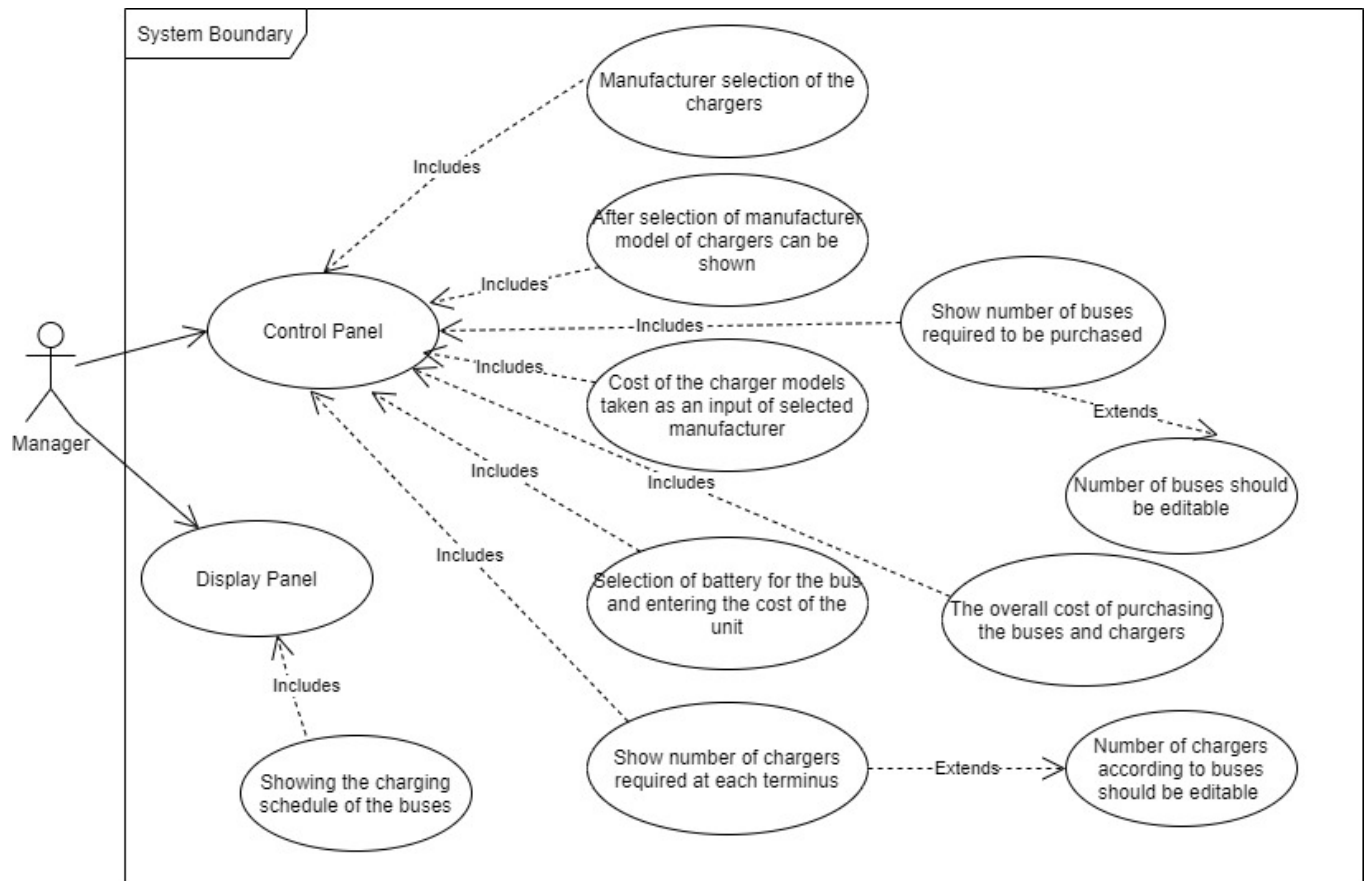 System Boundary
Manufacturer selection of the
chargers
Includes
After selection of manufacturer
model of chargers can be
shown
Includes
Control Panel
Includes
Show number of buses
required to be purchased
Includes
Cost of the charger models
taken as an input of selected
manufacturer
Extends
Manager
Includes
Includes
Number of buses should
be editable
Includes
Display Panel
Selection of battery for the bus
and entering the cost of the
unit
The overall cost of purchasing
the buses and chargers
Includes
Showing the charging
schedule of the buses
Show number of chargers
required at each terminus
Extends
Number of chargers
according to buses
should be editable